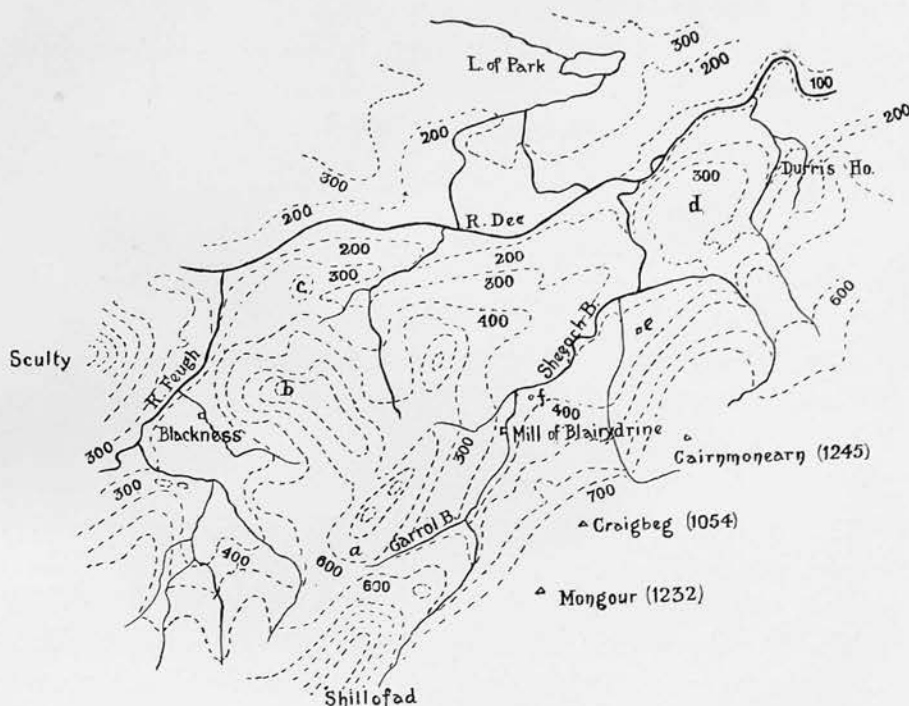 300
L. of Park
200
100
200
200
300
Durris Ho.
300
d
R. Dee
200
200
200
300
c
300
400
600
Shegoch B.
e
Sculty
b
R. Feugh
f
400
Blackness
300
Mill of Blairydrine
300
Cairnmonearn (1245)
300
700
Garrol B.
Craigbeg (1054)
400
a
600
600
Mongour (1232)
Shillofad